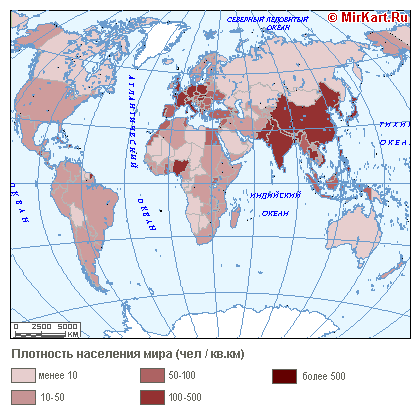 © MirKart.Ru
СЕВЕРНЫЙ ЛЕДОВИТЫЙ
ОКЕАН
АТЛАНТИЧЕСКИЙ
ОКЕАН
ТИХИЙ
ОКЕАН
ИНДИЙСКИЙ
ОКЕАН
ОКЕАН
0 2500 5000
КМ
Плотность населения мира (чел / кв.км)
менее 10
50-100
более 500
10-50
100-500